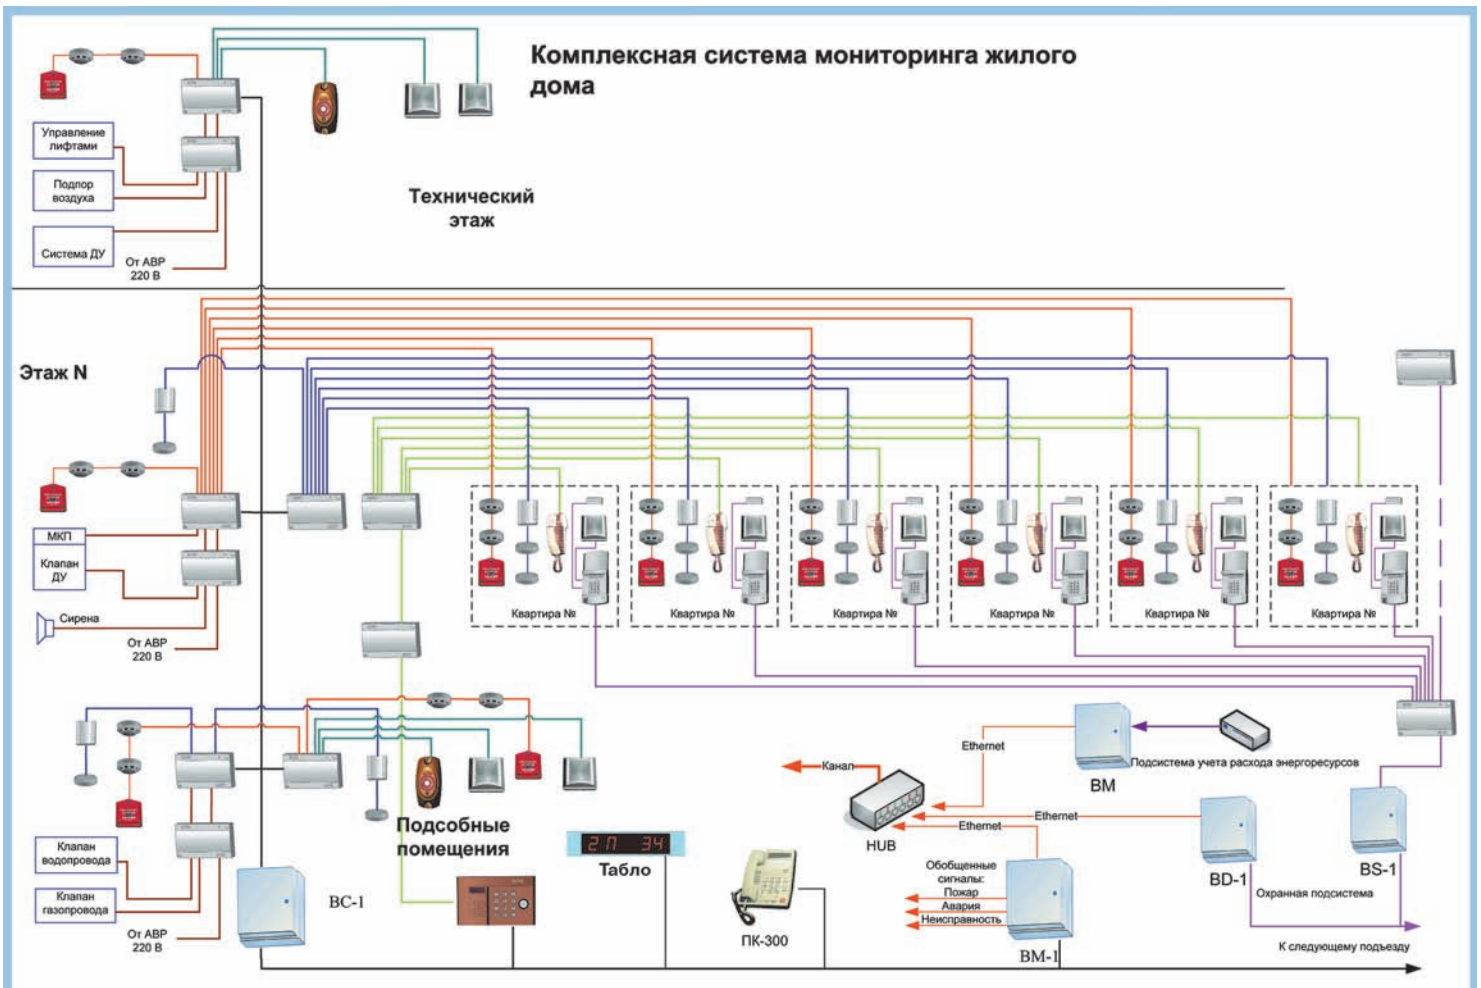 Комплексная система мониторинга жилого
дома
Управление
лифтами
Подпор
воздуха
Система ДУ
От АВР
220 В
Технический
этаж
Этаж N
МКП
Клапан
ДУ
Сирена
От АВР
220 В
Квартира №
Квартира №
Квартира №
Квартира №
Квартира №
Квартира №
Клапан
водопровода
Клапан
газопровода
От АВР
220 В
Подсобные
помещения
BC-1
2П 34
Табло
ПК-300
Канал
HUB
Ethernet
Ethernet
Ethernet
BM
Подсистема учета расхода энергоресурсов
Обобщенные
сигналы:
Пожар
Авария
Неисправность
BM-1
BD-1
BS-1
Охранная подсистема
К следующему подъезду